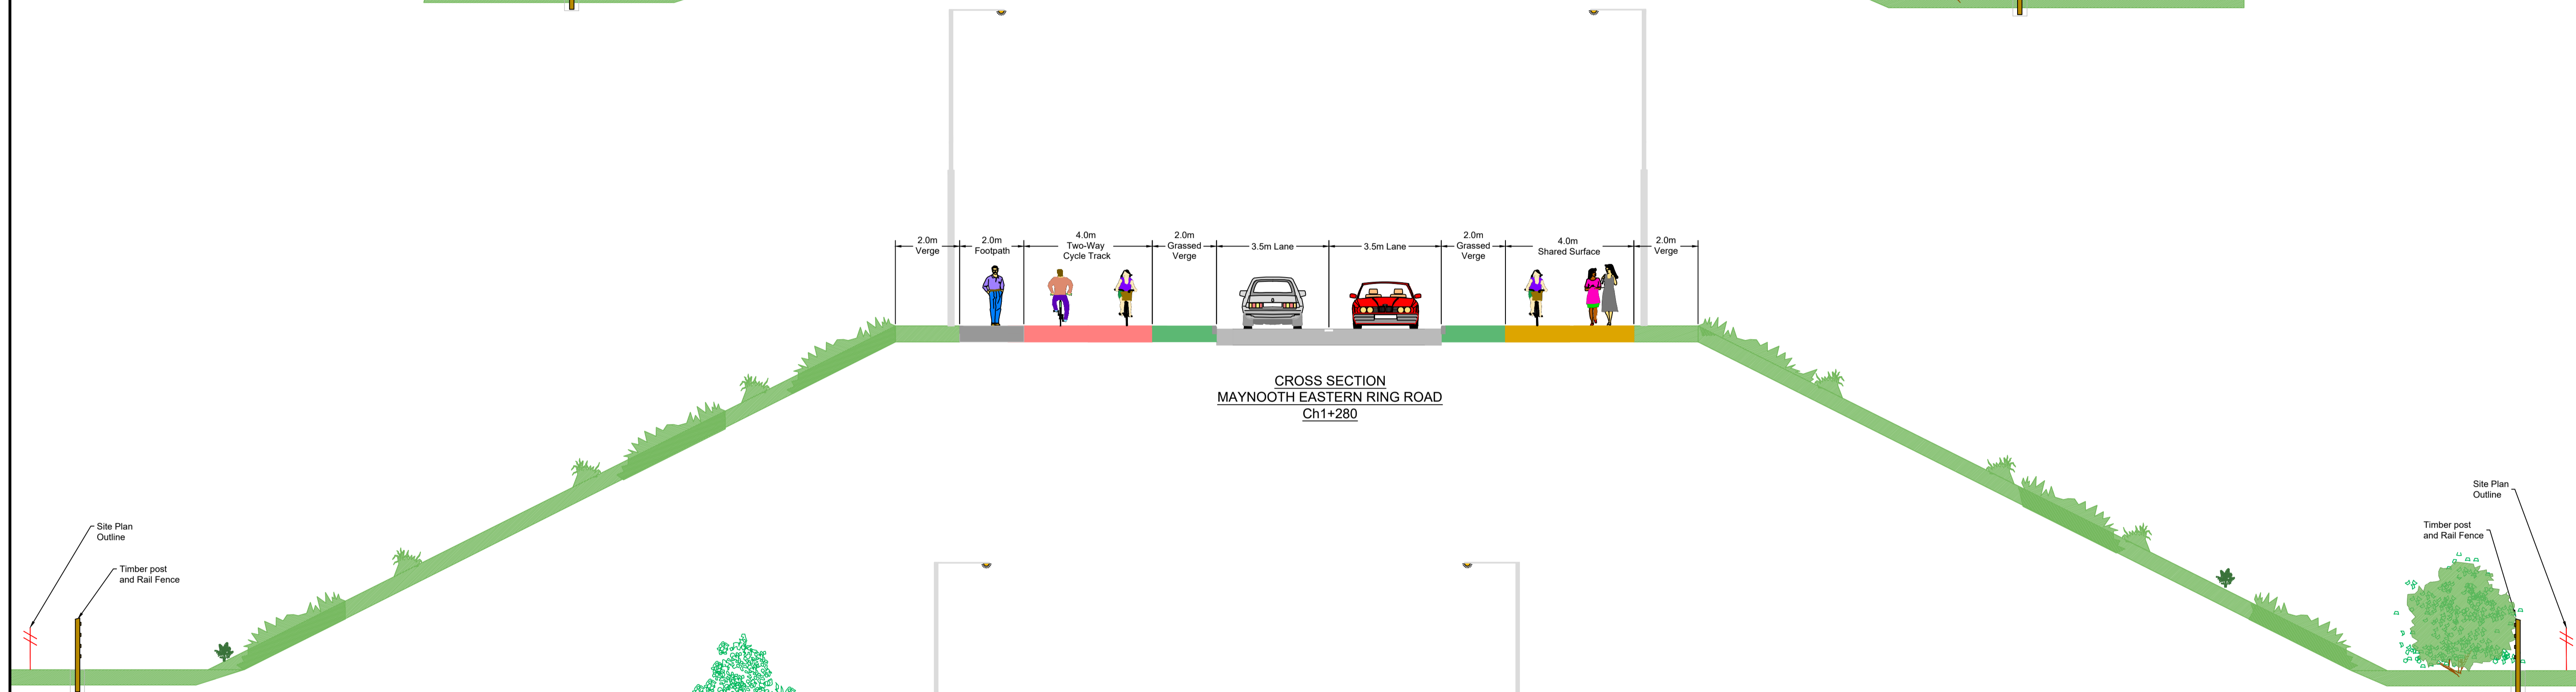 2.0m
Verge
2.0m
Footpath
4.0m
Two-Way
Cycle Track
2.0m
Grassed
Verge
3.5m Lane
3.5m Lane
2.0m
Grassed
Verge
4.0m
Shared Surface
2.0m
Verge
CROSS SECTION
MAYNOOTH EASTERN RING ROAD
Ch1+280
Site Plan
Outline
Timber post
and Rail Fence
Site Plan
Outline
Timber post
and Rail Fence